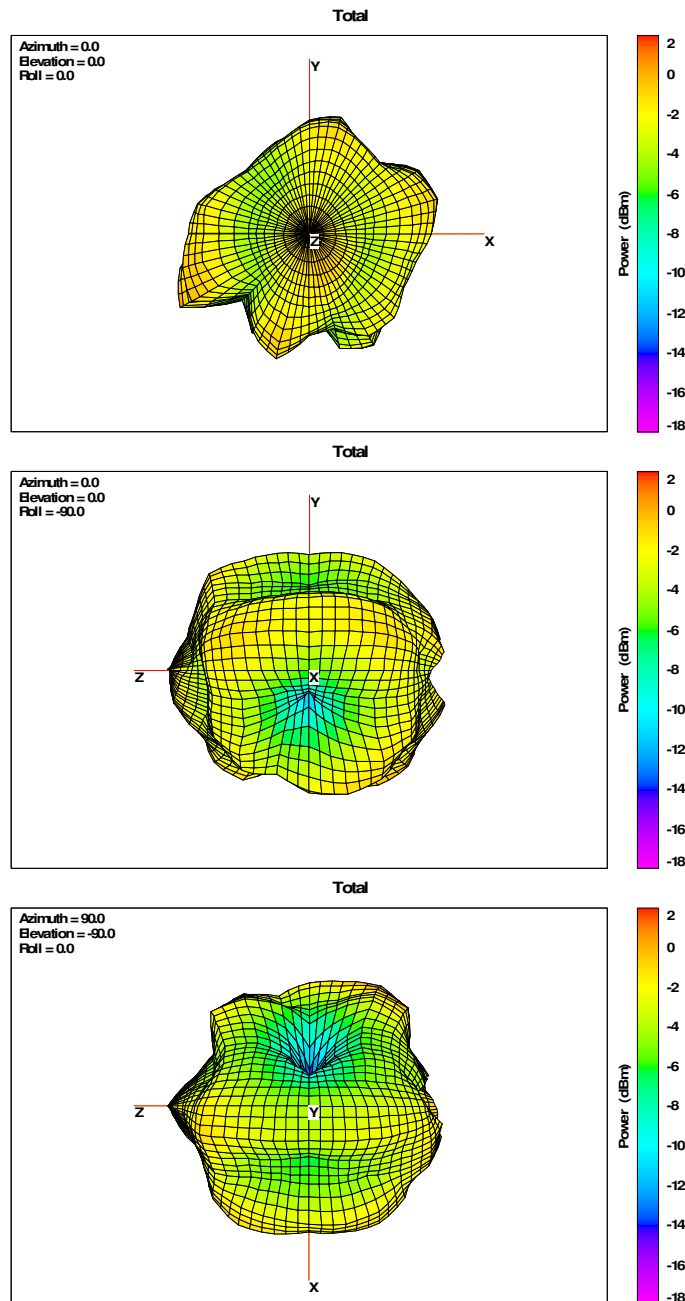 Total
Azimuth = 0.0
Elevation = 0.0
Roll = 0.0
Y
Z
X
Power (dBm)
2
0
-2
-4
-6
-8
-10
-12
-14
-16
-18
Total
Azimuth = 0.0
Elevation = 0.0
Roll = -90.0
Y
Z
X
Power (dBm)
2
0
-2
-4
-6
-8
-10
-12
-14
-16
-18
Total
Azimuth = 90.0
Elevation = -90.0
Roll = 0.0
Z
Y
X
Power (dBm)
2
0
-2
-4
-6
-8
-10
-12
-14
-16
-18